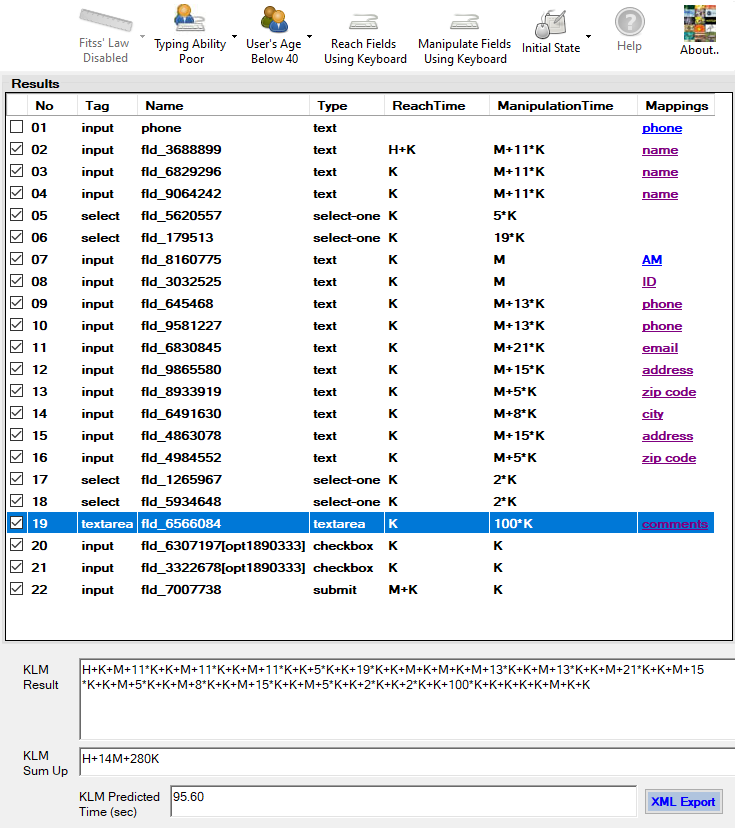 Fitss' Law Disabled
Typing Ability Poor
User's Age Below 40
Reach Fields Using Keyboard
Manipulate Fields Using Keyboard
Initial State
Help
About..
Results
No Tag Name Type ReachTime ManipulationTime Mappings
01 input phone text phone
02 input fld_3688899 text H+K M+11*K name
03 input fld_6829296 text K M+11*K name
04 input fld_9064242 text K M+11*K name
05 select fld_5620557 select-one K 5*K
06 select fld_179513 select-one K 19*K
07 input fld_8160775 text K M AM
08 input fld_3032525 text K M ID
09 input fld_645468 text K M+13*K phone
10 input fld_9581227 text K M+13*K phone
11 input fld_6830845 text K M+21*K email
12 input fld_9865580 text K M+15*K address
13 input fld_8933919 text K M+5*K zip code
14 input fld_6491630 text K M+8*K city
15 input fld_4863078 text K M+15*K address
16 input fld_4984552 text K M+5*K zip code
17 select fld_1265967 select-one K 2*K
18 select fld_5934648 select-one K 2*K
19 textarea fld_6566084 textarea K 100*K comments
20 input fld_6307197[opt1890333] checkbox K K
21 input fld_3322678[opt1890333] checkbox K K
22 input fld_7007738 submit M+K K
KLM Result
H+K+M+11*K+K+M+11*K+K+M+11*K+K+5*K+K+19*K+K+M+K+M+K+M+13*K+K+M+13*K+K+M+21*K+K+M+15
*K+K+M+5*K+K+M+8*K+K+M+15*K+K+M+5*K+K+2*K+K+2*K+K+100*K+K+K+K+K+M+K+K
KLM Sum Up
H+14M+280K
KLM Predicted Time (sec)
95.60
XML Export